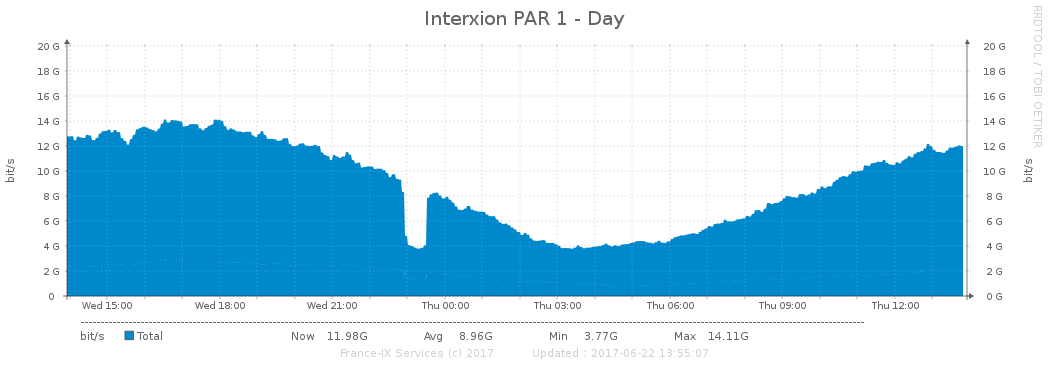 Interxion PAR 1 - Day
RRDTOOL / TOBI OETIKER
bit/s
20 G
18 G
16 G
14 G
12 G
10 G
8 G
6 G
4 G
2 G
0
20 G
18 G
16 G
14 G
12 G
10 G
8 G
6 G
4 G
2 G
0 G
bit/s
Wed 15:00 Wed 18:00 Wed 21:00 Thu 00:00 Thu 03:00 Thu 06:00 Thu 09:00 Thu 12:00
bit/s Total Now 11.98G Avg 8.96G Min 3.77G Max 14.11G
France-IX Services (c) 2017 Updated : 2017-06-22 13:55:07